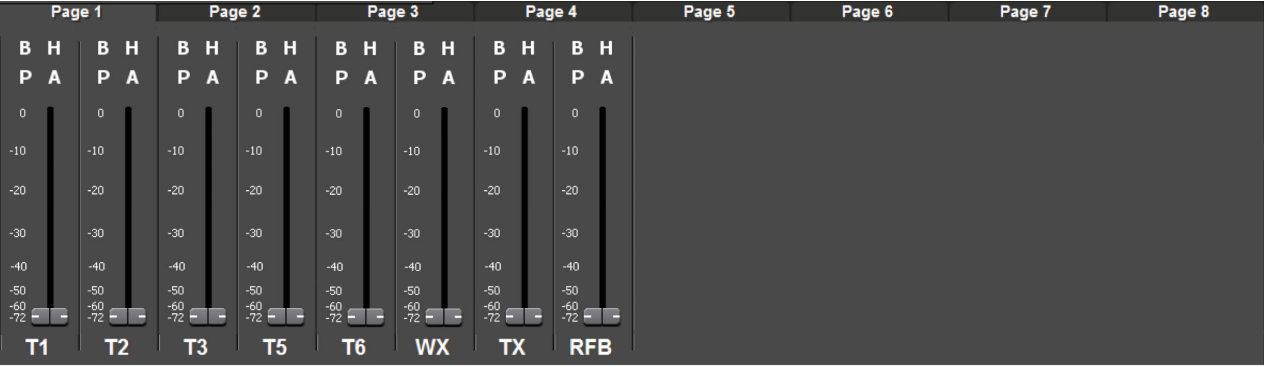 Page 1 Page 2 Page 3 Page 4 Page 5 Page 6 Page 7 Page 8
B H B H B H B H B H B H B H B H
P A P A P A P A P A P A P A P A
0 0 0 0 0 0 0 0
-10 -10 -10 -10 -10 -10 -10 -10
-20 -20 -20 -20 -20 -20 -20 -20
-30 -30 -30 -30 -30 -30 -30 -30
-40 -40 -40 -40 -40 -40 -40 -40
-50 -50 -50 -50 -50 -50 -50 -50
-60 -60 -60 -60 -60 -60 -60 -60
-72 -72 -72 -72 -72 -72 -72 -72
T1 T2 T3 T5 T6 WX TX RFB